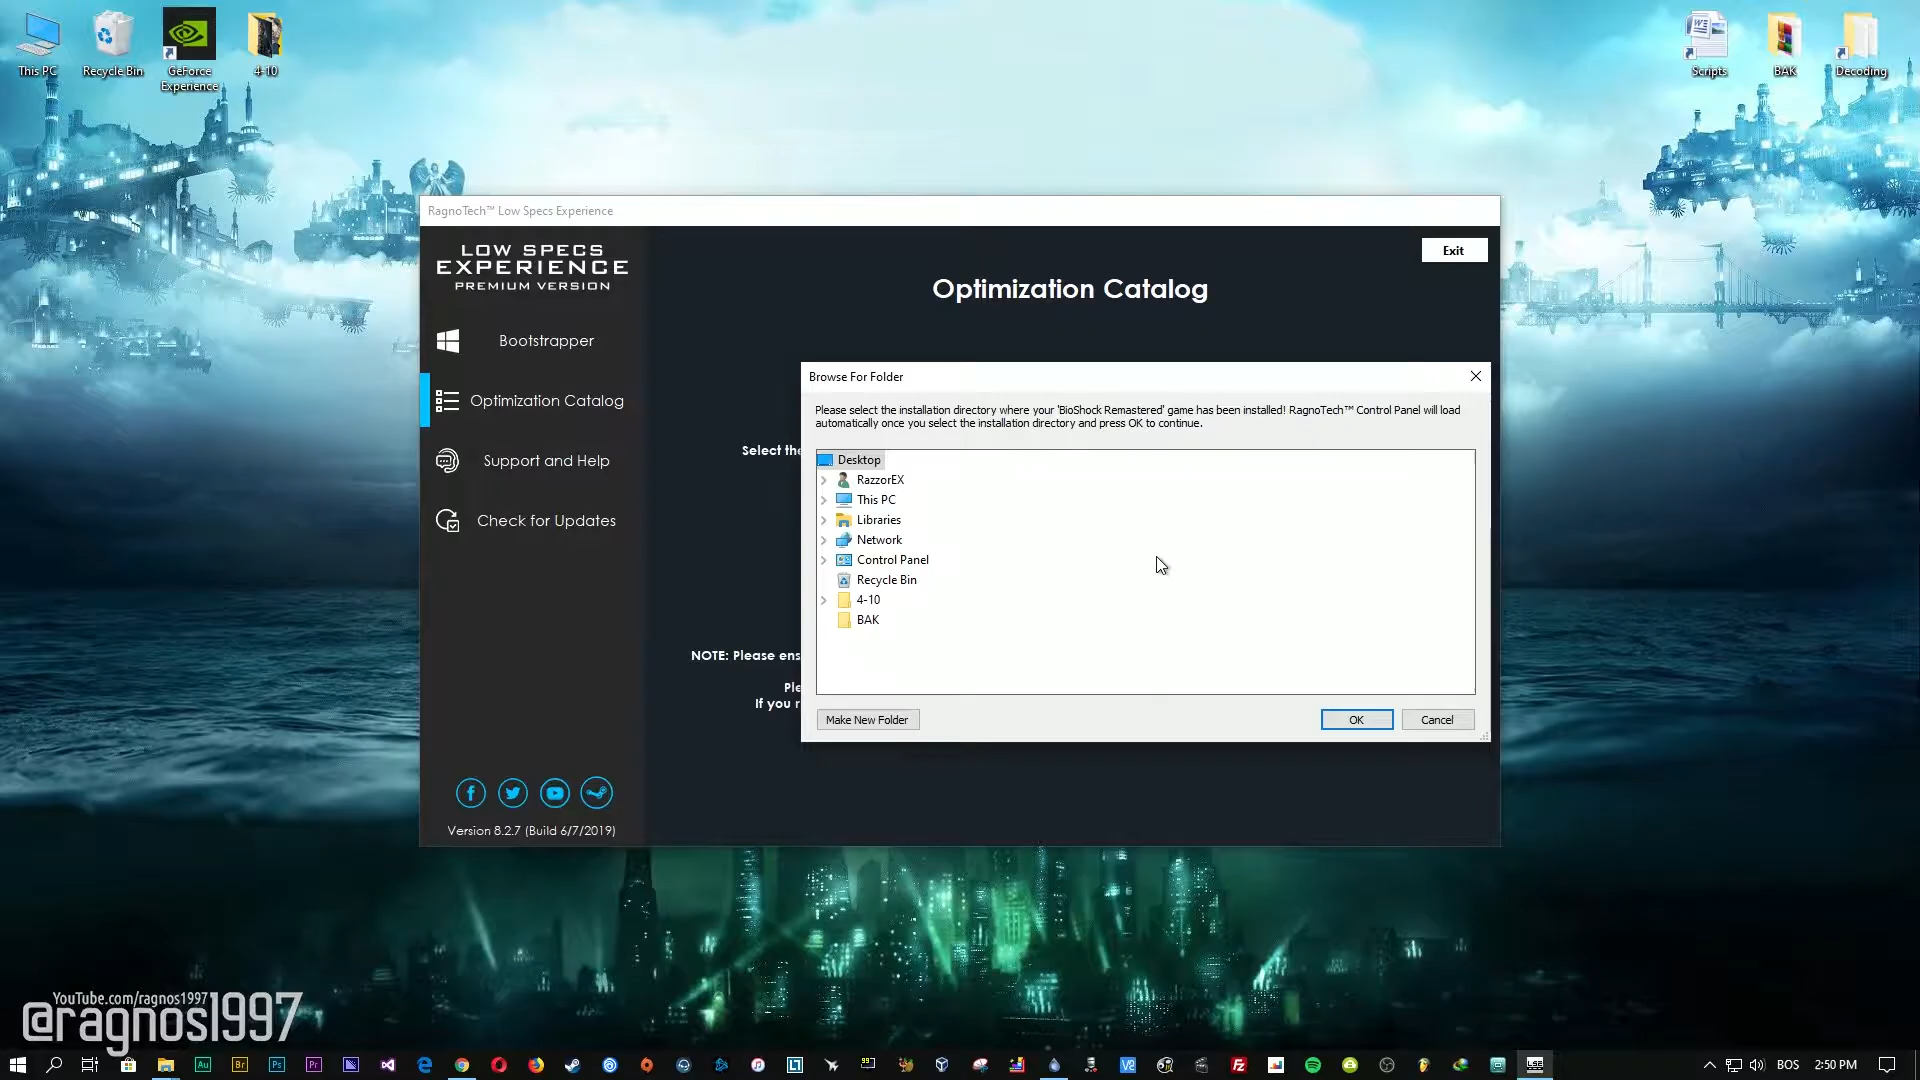 This PC
Recycle Bin
GeForce
Experience
4-10
Scripts
BAK
Decoding
RagnoTech™ Low Specs Experience
LOW SPECS
EXPERIENCE
PREMIUM VERSION
Bootstrapper
Optimization Catalog
Support and Help
Check for Updates
Version 8.2.7 (Build 6/7/2019)
Exit
Optimization Catalog
Select the
NOTE: Please ens
Ple
If you r
Browse For Folder
Please select the installation directory where your 'BioShock Remastered' game has been installed! RagnoTech™ Control Panel will load
automatically once you select the installation directory and press OK to continue.
Desktop
RazzorEX
This PC
Libraries
Network
Control Panel
Recycle Bin
4-10
BAK
Make New Folder
OK
Cancel
YouTube.com/ragnos1997
@ragnos1997
Au
Br
Ps
Pr
BOS
2:50 PM